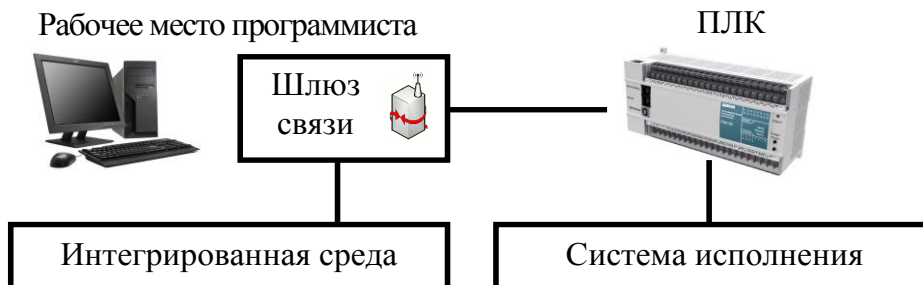 Рабочее место программиста
ПЛК
Шлюз
связи
Интегрированная среда
Система исполнения